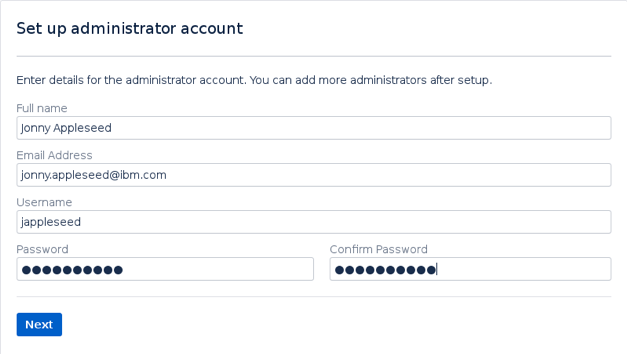 Set up administrator account
Enter details for the administrator account. You can add more administrators after setup.
Full name
Jonny Appleseed
Email Address
jonny.appleseed@ibm.com
Username
jappleseed
Password
Confirm Password
●●●●●●●●●●
●●●●●●●●●●
Next